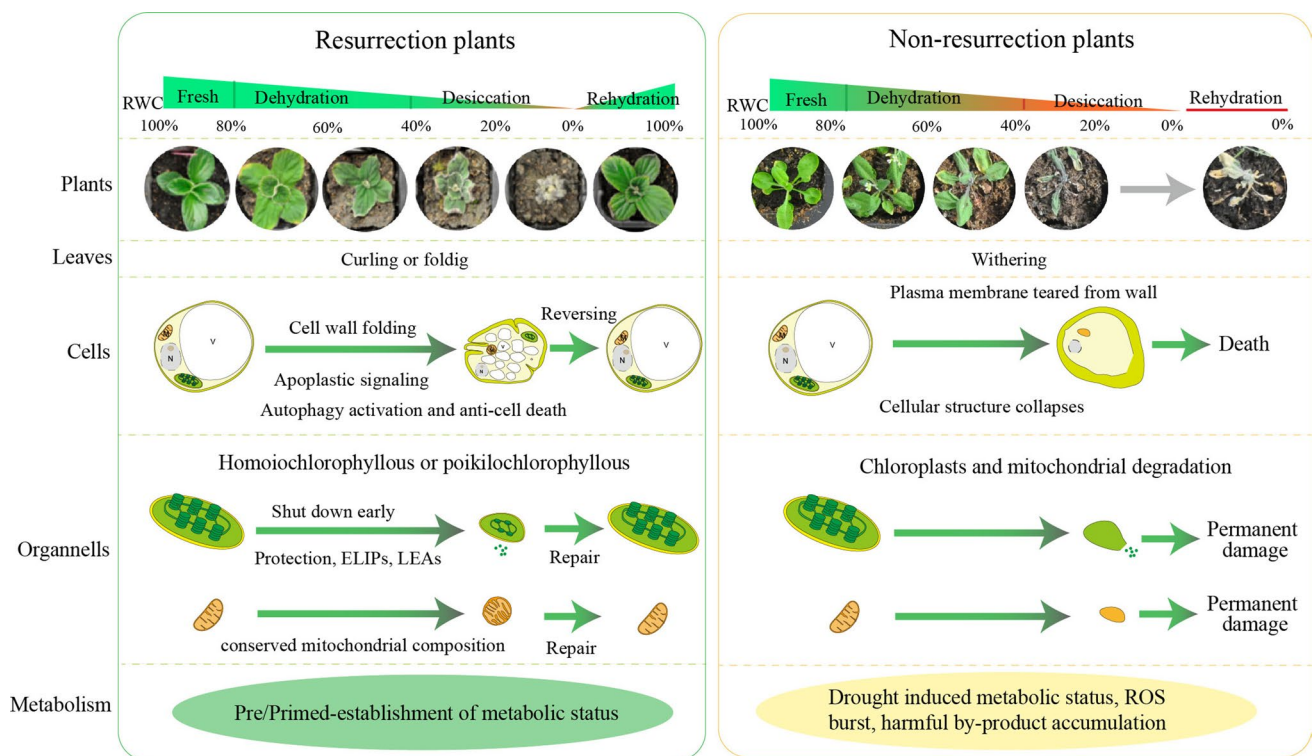 Resurrection plants
Non-resurrection plants
RWC
Fresh
Dehydration
Desiccation
Rehydration
100%
80%
60%
40%
20%
0%
100%
RWC
Fresh
Dehydration
Desiccation
Rehydration
100%
80%
60%
40%
20%
0%
0%
Plants
Leaves
Curling or foldig
Withering
Cells
N
V
Cell wall folding
Apoplastic signaling
Autophagy activation and anti-cell death
V
N
Reversing
N
V
N
V
Plasma membrane teared from wall
Cellular structure collapses
N
Death
Organnells
Homoiochlorophyllous or poikilochlorophyllous
Shut down early
Protection, ELIPs, LEAs
Repair
conserved mitochondrial composition
Repair
Chloroplasts and mitochondrial degradation
Permanent
damage
Permanent
damage
Metabolism
Pre/Primed-establishment of metabolic status
Drought induced metabolic status, ROS
burst, harmful by-product accumulation